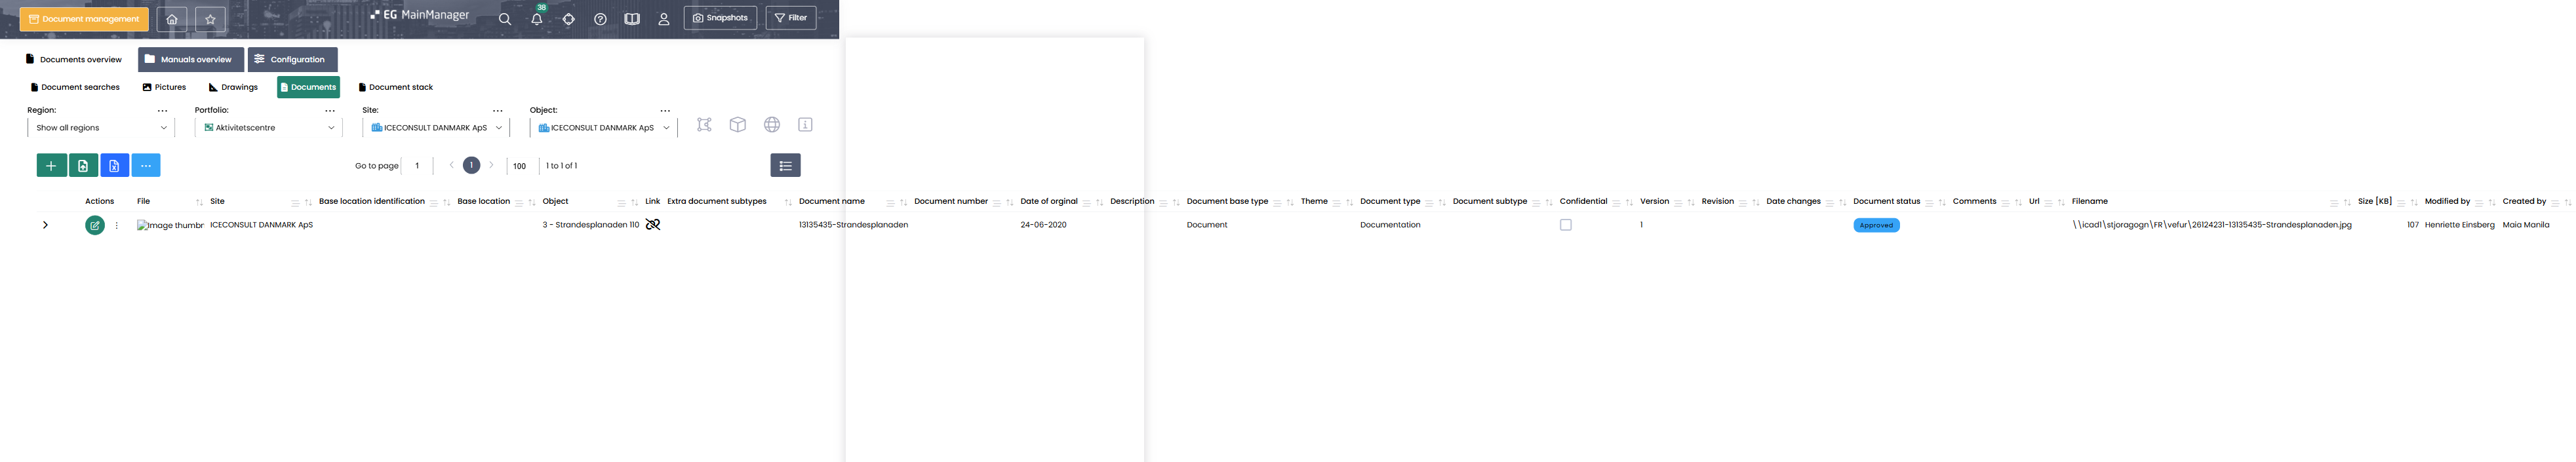 Document management
EG MainManager
38
Snapshots
Filter
Documents overview
Manuals overview
Configuration
Document searches
Pictures
Drawings
Documents
Document stack
Region:
...
Portfolio:
...
Site:
...
Object:
...
Show all regions
Aktivitetscentre
ICECONSULT DANMARK ApS
ICECONSULT DANMARK ApS
Go to page 1 1 100 1 to 1 of 1
Actions File Site Base location identification Base location Object Link Extra document subtypes Document name Document number Date of orginal Description Document base type Theme Document type Document subtype Confidential Version Revision Date changes Document status Comments Url Filename Size [KB] Modified by Created by
Image thumbr ICECONSULT DANMARK ApS 3 - Strandesplanaden 110 13135435-Strandesplanaden 24-06-2020 Document Documentation 1 Approved \\icad1\stjoragogn\FR\vefur\26124231-13135435-Strandesplanaden.jpg 107 Henriette Einsberg Maia Manila